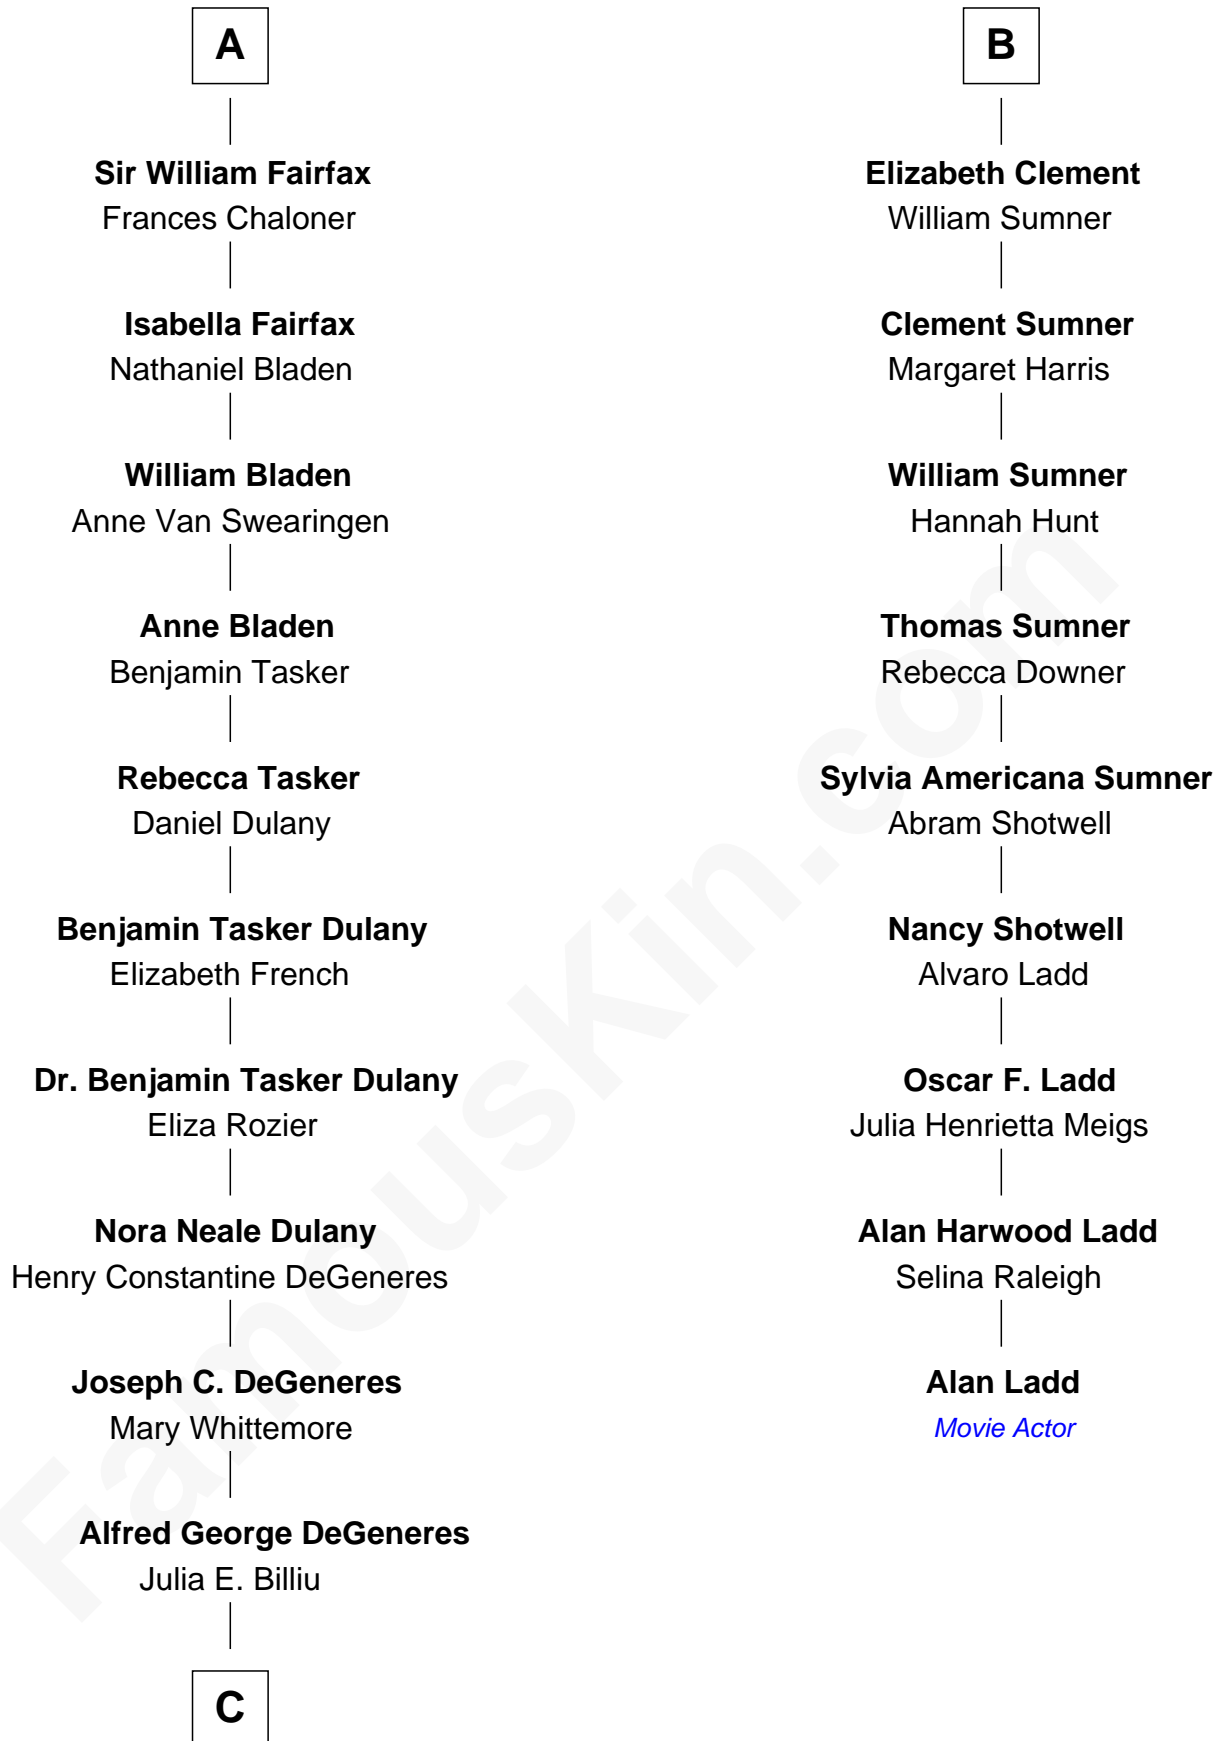 A
Sir William Fairfax
Frances Chaloner
Isabella Fairfax
Nathaniel Bladen
William Bladen
Anne Van Swearingen
Anne Bladen
Benjamin Tasker
Rebecca Tasker
Daniel Dulany
Benjamin Tasker Dulany
Elizabeth French
Dr. Benjamin Tasker Dulany
Eliza Rozier
Nora Neale Dulany
Henry Constantine DeGeneres
Joseph C. DeGeneres
Mary Whittemore
Alfred George DeGeneres
Julia E. Billiu
C
B
Elizabeth Clement
William Sumner
Clement Sumner
Margaret Harris
William Sumner
Hannah Hunt
Thomas Sumner
Rebecca Downer
Sylvia Americana Sumner
Abram Shotwell
Nancy Shotwell
Alvaro Ladd
Oscar F. Ladd
Julia Henrietta Meigs
Alan Harwood Ladd
Selina Raleigh
Alan Ladd
Movie Actor
FamousKin.com